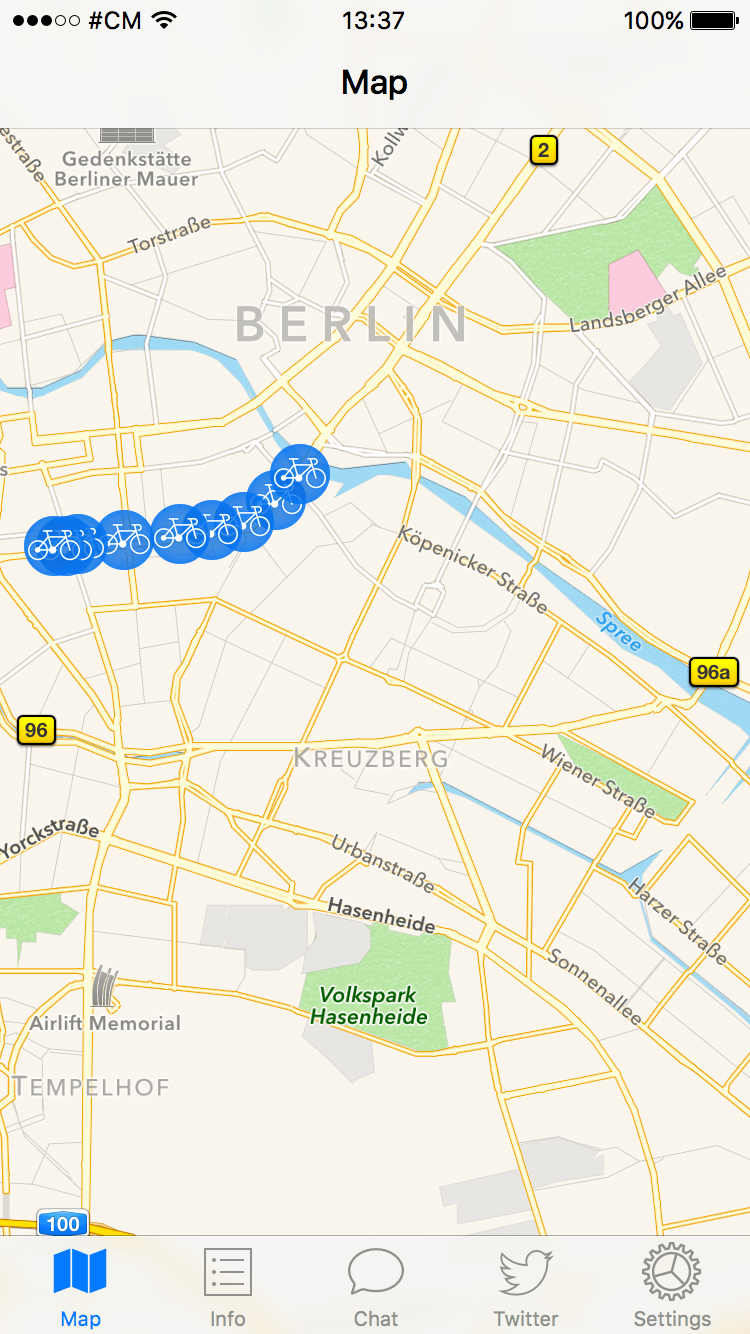 #CM 13:37 100%
Map
Gedenkstätte
Berliner Mauer
2
Torstraße
Landsberger Allee
BERLIN
Köpenicker Straße
Spree
96a
96
KREUZBERG
Wiener Straße
Yorckstraße
Urbanstraße
Hasenheide
Harzer Straße
Sonnenallee
Volkspark
Hasenheide
Airlift Memorial
TEMPELHOF
100
Map Info Chat Twitter Settings